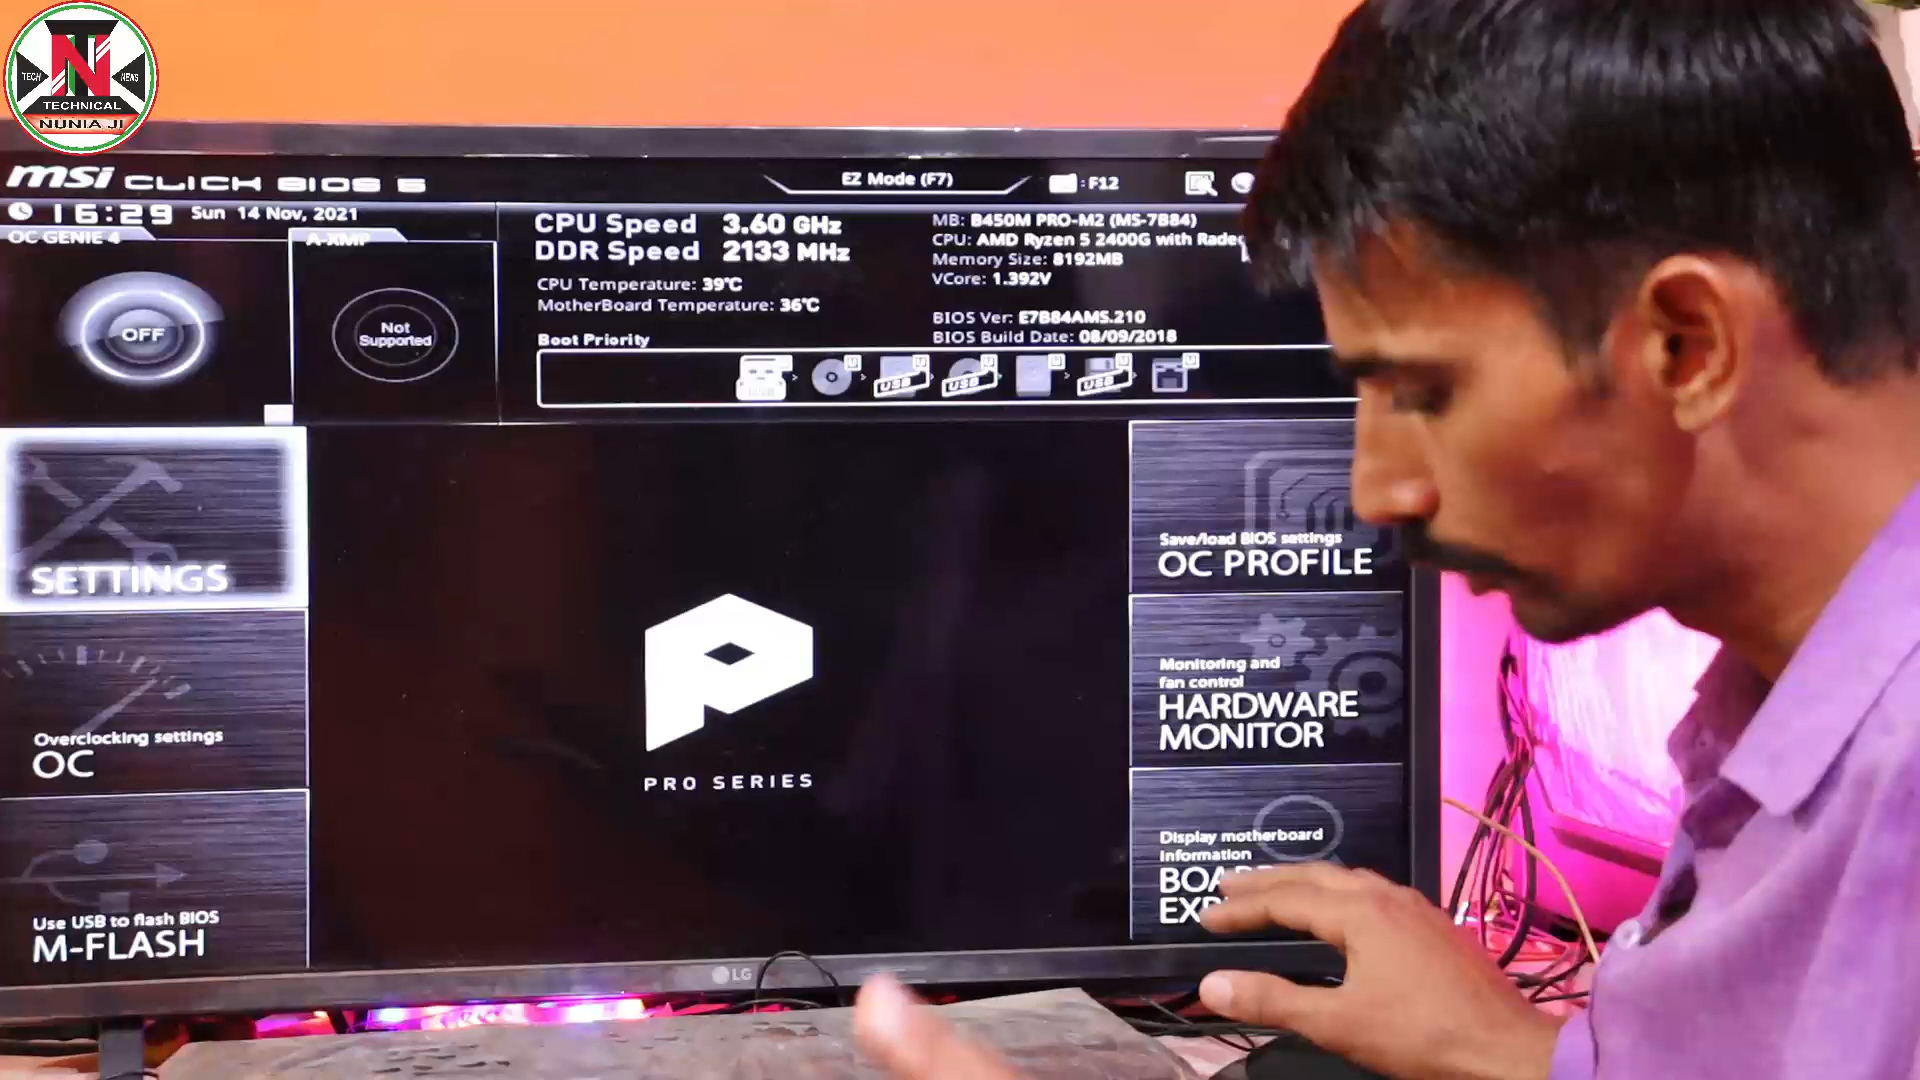 TN
TECH
NEWS
TECHNICAL
NUNIA JI
msi CLICK BIOS 5
EZ Mode (F7)
: F12
16:29 Sun 14 Nov, 2021
OC GENIE 4
A-XMP
OFF
Not
Supported
CPU Speed 3.60 GHz
DDR Speed 2133 MHz
CPU Temperature: 39℃
MotherBoard Temperature: 36℃
MB: B450M PRO-M2 (MS-7B84)
CPU: AMD Ryzen 5 2400G with
Memory Size: 8192MB
VCore: 1.392V
BIOS Ver: E7B84AMS.210
BIOS Build Date: 08/09/2018
Boot Priority
U
U
USB
U
USB
U
U
USB
U
SETTINGS
Overclocking settings
OC
Use USB to flash BIOS
M-FLASH
PRO SERIES
Save/load BIOS settings
OC PROFILE
Monitoring and
fan control
HARDWARE
MONITOR
Display motherboard
information
LG